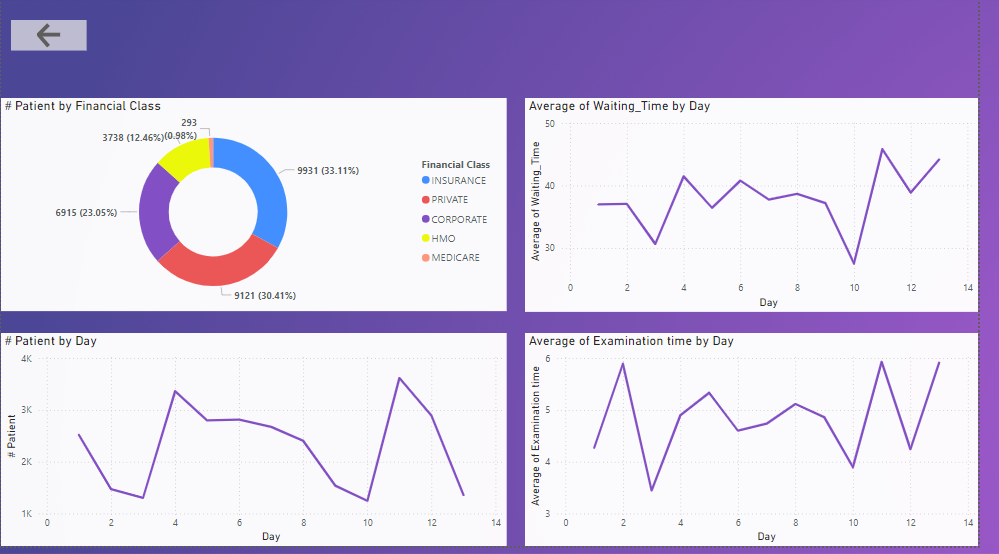 # Patient by Financial Class
293
(0.98%)
3738 (12.46%)
9931 (33.11%)
6915 (23.05%)
9121 (30.41%)
Financial Class
INSURANCE
PRIVATE
CORPORATE
HMO
MEDICARE
Average of Waiting_Time by Day
Average of Waiting_Time
50
40
30
0 2 4 6 8 10 12 14
Day
# Patient by Day
# Patient
4K
3K
2K
1K
0 2 4 6 8 10 12 14
Day
Average of Examination time by Day
Average of Examination time
6
5
4
3
0 2 4 6 8 10 12 14
Day